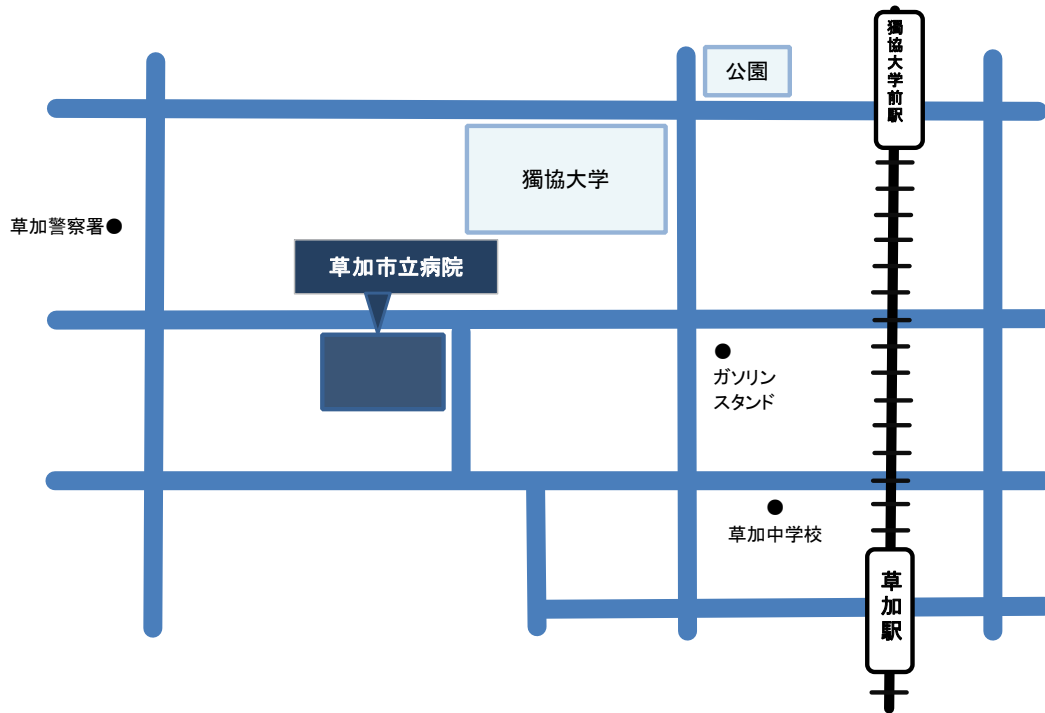 獨協大学前駅
公園
獨協大学
草加警察署
草加市立病院
ガソリン
スタンド
草加中学校
草加駅